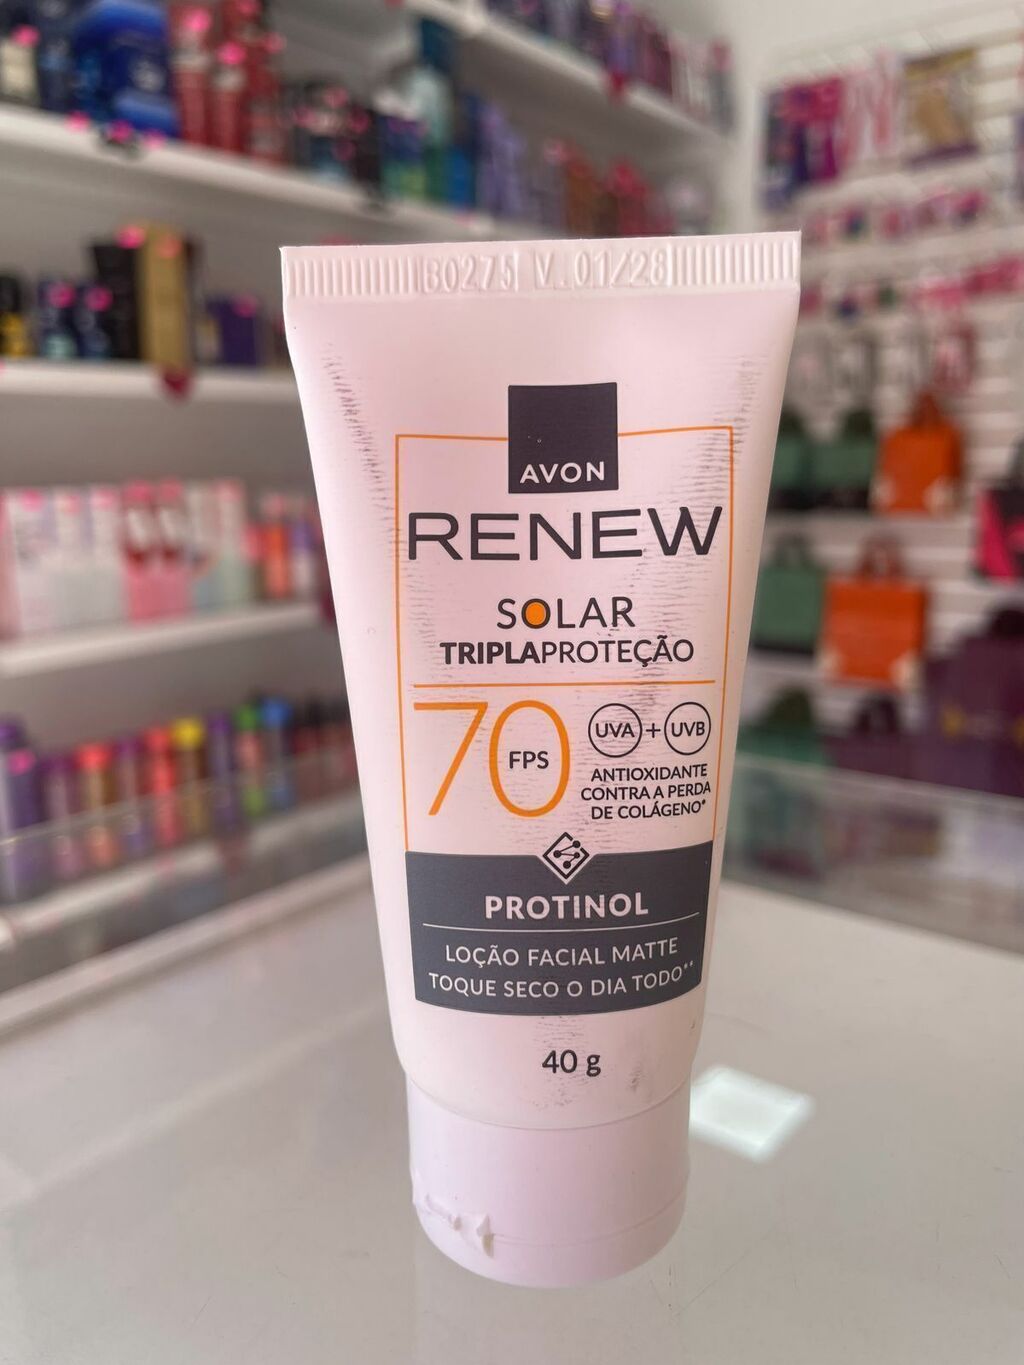 B0275 V. 01/28
AVON
RENEW
SOLAR
TRIPLAPROTEÇÃO
70 FPS
UVA + UVB
ANTIOXIDANTE
CONTRA A PERDA
DE COLÁGENO*
PROTINOL
LOÇÃO FACIAL MATTE
TOQUE SECO O DIA TODO**
40 g